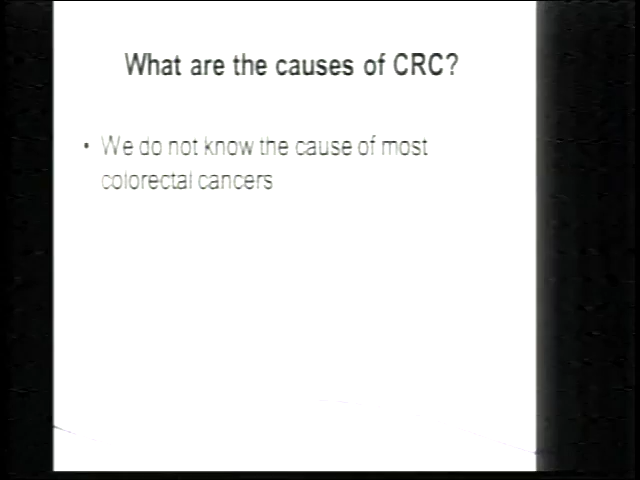 What are the causes of CRC?
• We do not know the cause of most
colorectal cancers